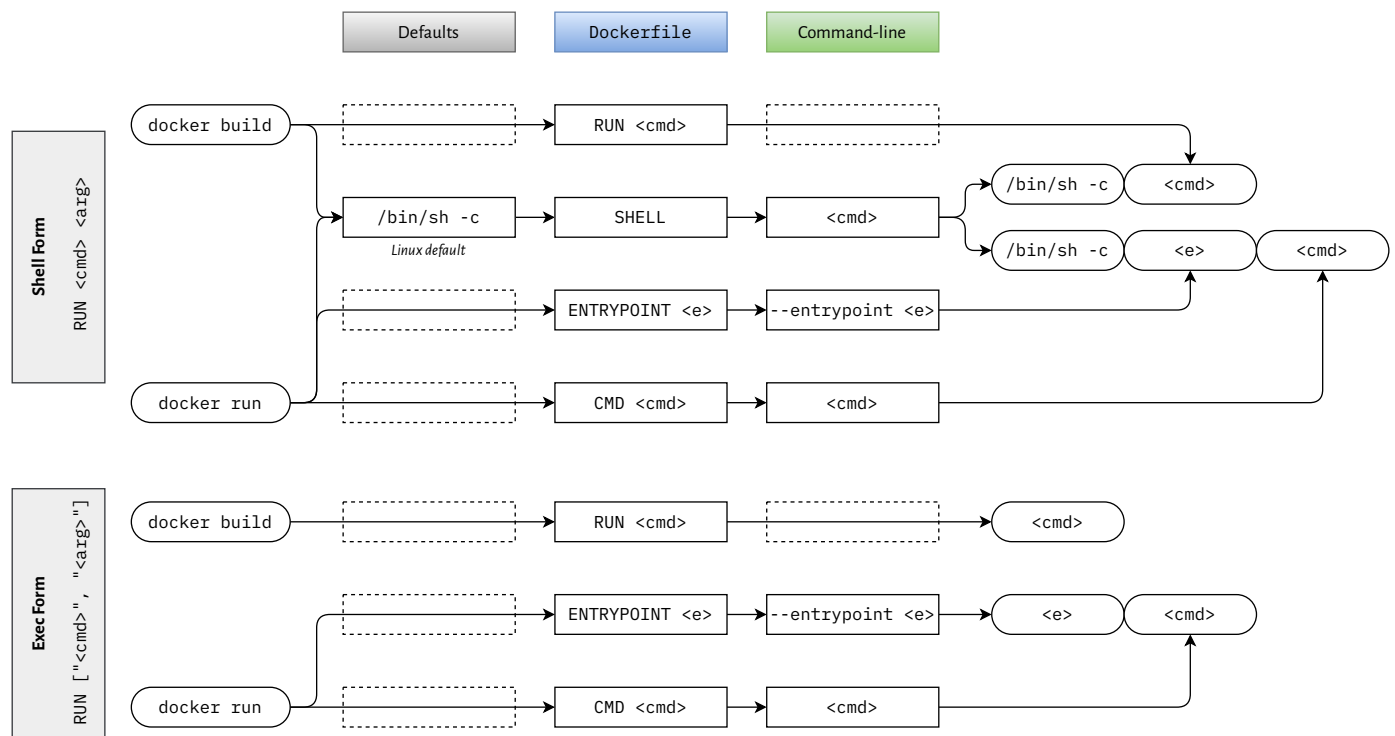 Defaults
Dockerfile
Command-line
Shell Form
RUN <cmd> <arg>
docker build
RUN <cmd>
/bin/sh -c
<cmd>
/bin/sh -c
SHELL
<cmd>
Linux default
/bin/sh -c
<e>
<cmd>
ENTRYPOINT <e>
--entrypoint <e>
docker run
CMD <cmd>
<cmd>
Exec Form
RUN ["<cmd>", "<arg>"]
docker build
RUN <cmd>
<cmd>
ENTRYPOINT <e>
--entrypoint <e>
<e>
<cmd>
docker run
CMD <cmd>
<cmd>